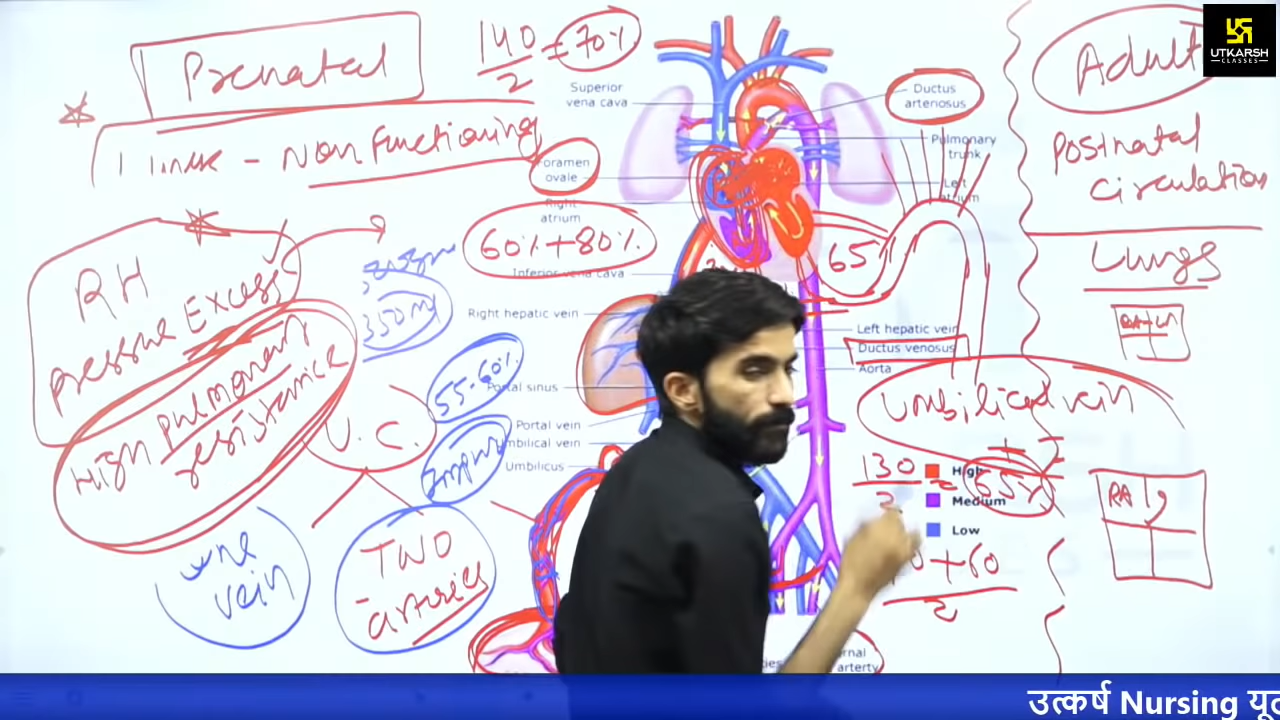 Prenatal
140/2 = 70%
Superior
vena cava
Ductus
arteriosus
Adult
UTKARSH
CLASSES
Lungs - Non Functioning
oramen
ovale
Pulmonary
trunk
Left
atrium
Postnatal
Circulation
Right
atrium
60% + 80%
65%
Inferior vena cava
Lungs
RH
Pressure Excess
High pulmonary
resistance
350ml
Right hepatic vein
Left hepatic vein
Ductus venosus
Aorta
55-60%
Portal sinus
Portal vein
Umbilical vein
Umbilicus
U.C.
Umbilical vein
130/2 = 65%
High
Medium
Low
RA
+60
2
one
vein
Two
arteries
उत्कर्ष Nursing